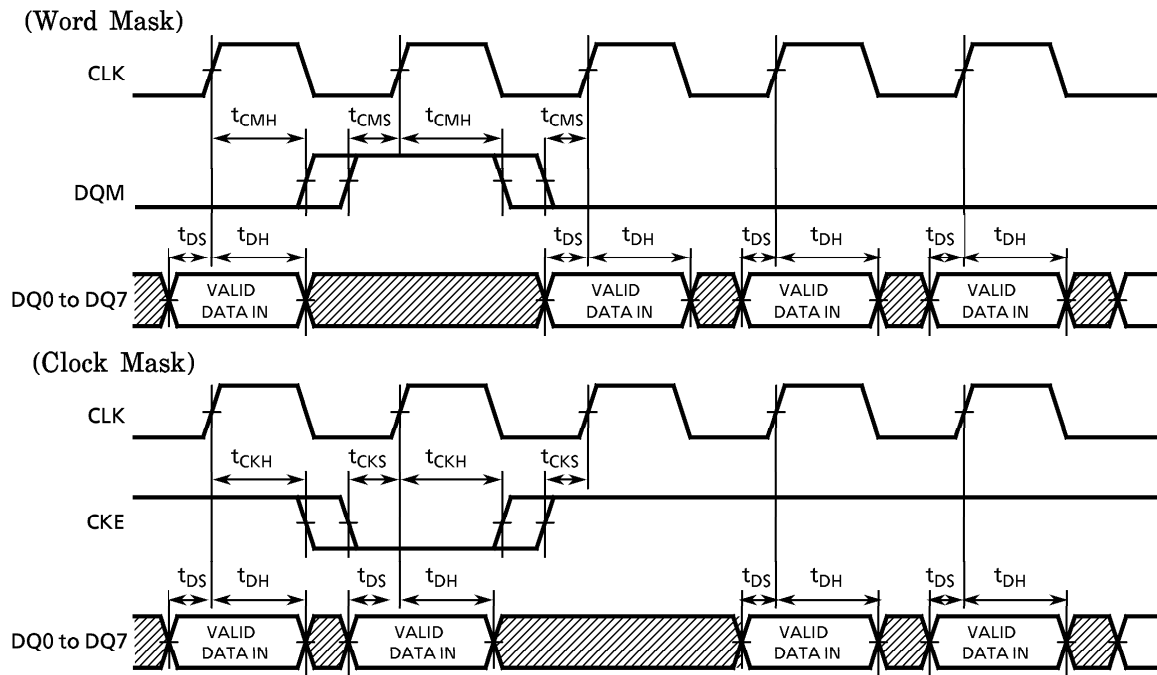 (Word Mask)
CLK
tCMH tCMS tCMH tCMS
DQM
tDS tDH tDS tDH tDS tDH tDS tDH
DQ0 to DQ7
VALID DATA IN
VALID DATA IN
VALID DATA IN
VALID DATA IN
(Clock Mask)
CLK
tCKH tCKS tCKH tCKS
CKE
tDS tDH tDS tDH tDS tDH tDS tDH
DQ0 to DQ7
VALID DATA IN
VALID DATA IN
VALID DATA IN
VALID DATA IN